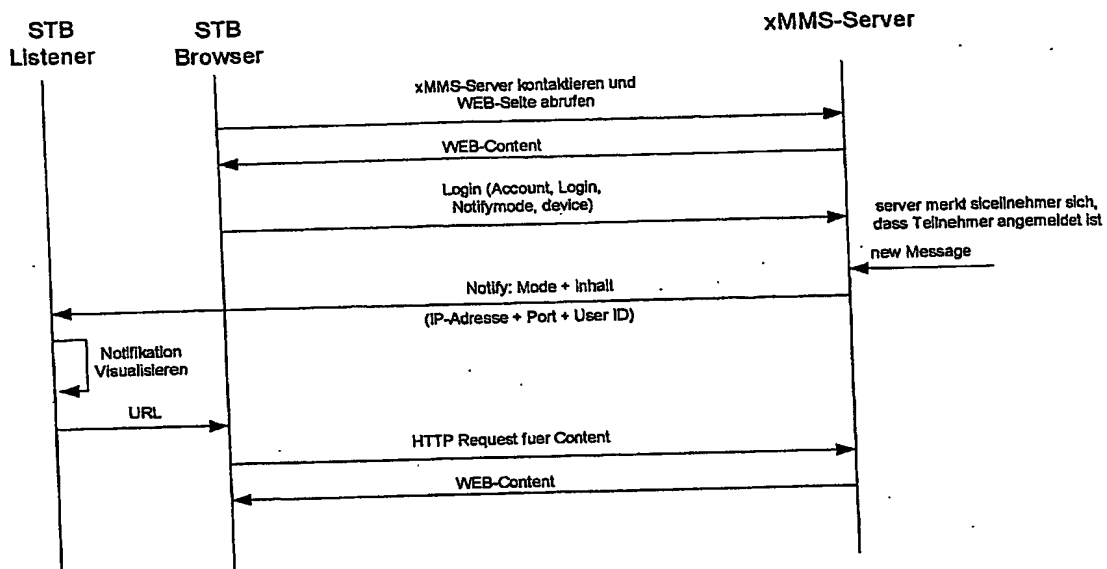 STB
Listener
STB
Browser
xMMS-Server
xMMS-Server kontaktieren und
WEB-Seite abrufen
WEB-Content
Login (Account, Login,
Notifymode, device)
server merkt siceilnehmer sich,
dass Teilnehmer angemeldet ist
new Message
Notify: Mode + Inhalt
(IP-Adresse + Port + User ID)
Notifikation
Visualisieren
URL
HTTP Request fuer Content
WEB-Content